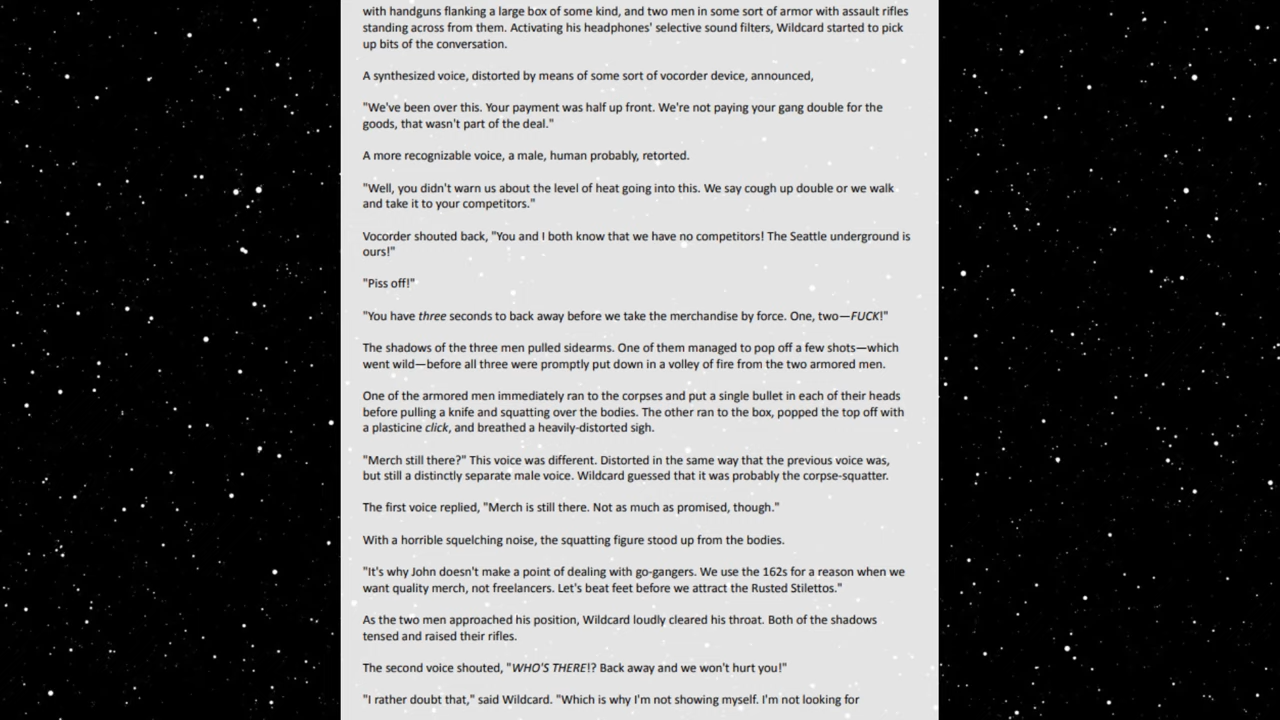 with handguns flanking a large box of some kind, and two men in some sort of armor with assault rifles
standing across from them. Activating his headphones' selective sound filters, Wildcard started to pick
up bits of the conversation.
A synthesized voice, distorted by means of some sort of vocorder device, announced,
"We've been over this. Your payment was half up front. We're not paying your gang double for the
goods, that wasn't part of the deal."
A more recognizable voice, a male, human probably, retorted.
"Well, you didn't warn us about the level of heat going into this. We say cough up double or we walk
and take it to your competitors."
Vocorder shouted back, "You and I both know that we have no competitors! The Seattle underground is
ours!"
"Piss off!"
"You have three seconds to back away before we take the merchandise by force. One, two—FUCK!"
The shadows of the three men pulled sidearms. One of them managed to pop off a few shots—which
went wild—before all three were promptly put down in a volley of fire from the two armored men.
One of the armored men immediately ran to the corpses and put a single bullet in each of their heads
before pulling a knife and squatting over the bodies. The other ran to the box, popped the top off with
a plasticine click, and breathed a heavily-distorted sigh.
"Merch still there?" This voice was different. Distorted in the same way that the previous voice was,
but still a distinctly separate male voice. Wildcard guessed that it was probably the corpse-squatter.
The first voice replied, "Merch is still there. Not as much as promised, though."
With a horrible squelching noise, the squatting figure stood up from the bodies.
"It's why John doesn't make a point of dealing with go-gangers. We use the 162s for a reason when we
want quality merch, not freelancers. Let's beat feet before we attract the Rusted Stilettos."
As the two men approached his position, Wildcard loudly cleared his throat. Both of the shadows
tensed and raised their rifles.
The second voice shouted, "WHO'S THERE!? Back away and we won't hurt you!"
"I rather doubt that," said Wildcard. "Which is why I'm not showing myself. I'm not looking for